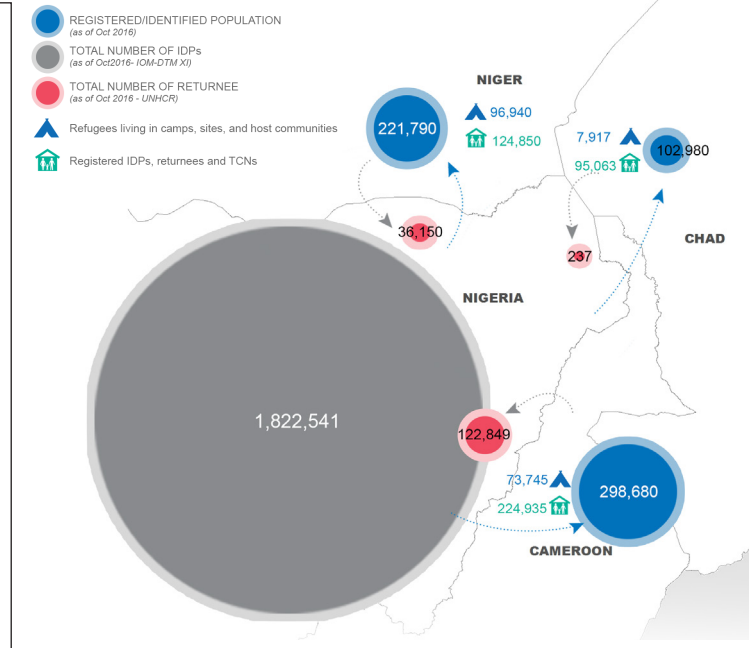 REGISTERED/IDENTIFIED POPULATION
(as of Oct 2016)
TOTAL NUMBER OF IDPs
(as of Oct2016- IOM-DTM XI)
TOTAL NUMBER OF RETURNEE
(as of Oct 2016 - UNHCR)
Refugees living in camps, sites, and host communities
Registered IDPs, returnees and TCNs
NIGER
221,790
96,940
124,850
7,917
95,063
102,980
36,150
237
CHAD
NIGERIA
1,822,541
122,849
73,745
224,935
298,680
CAMEROON